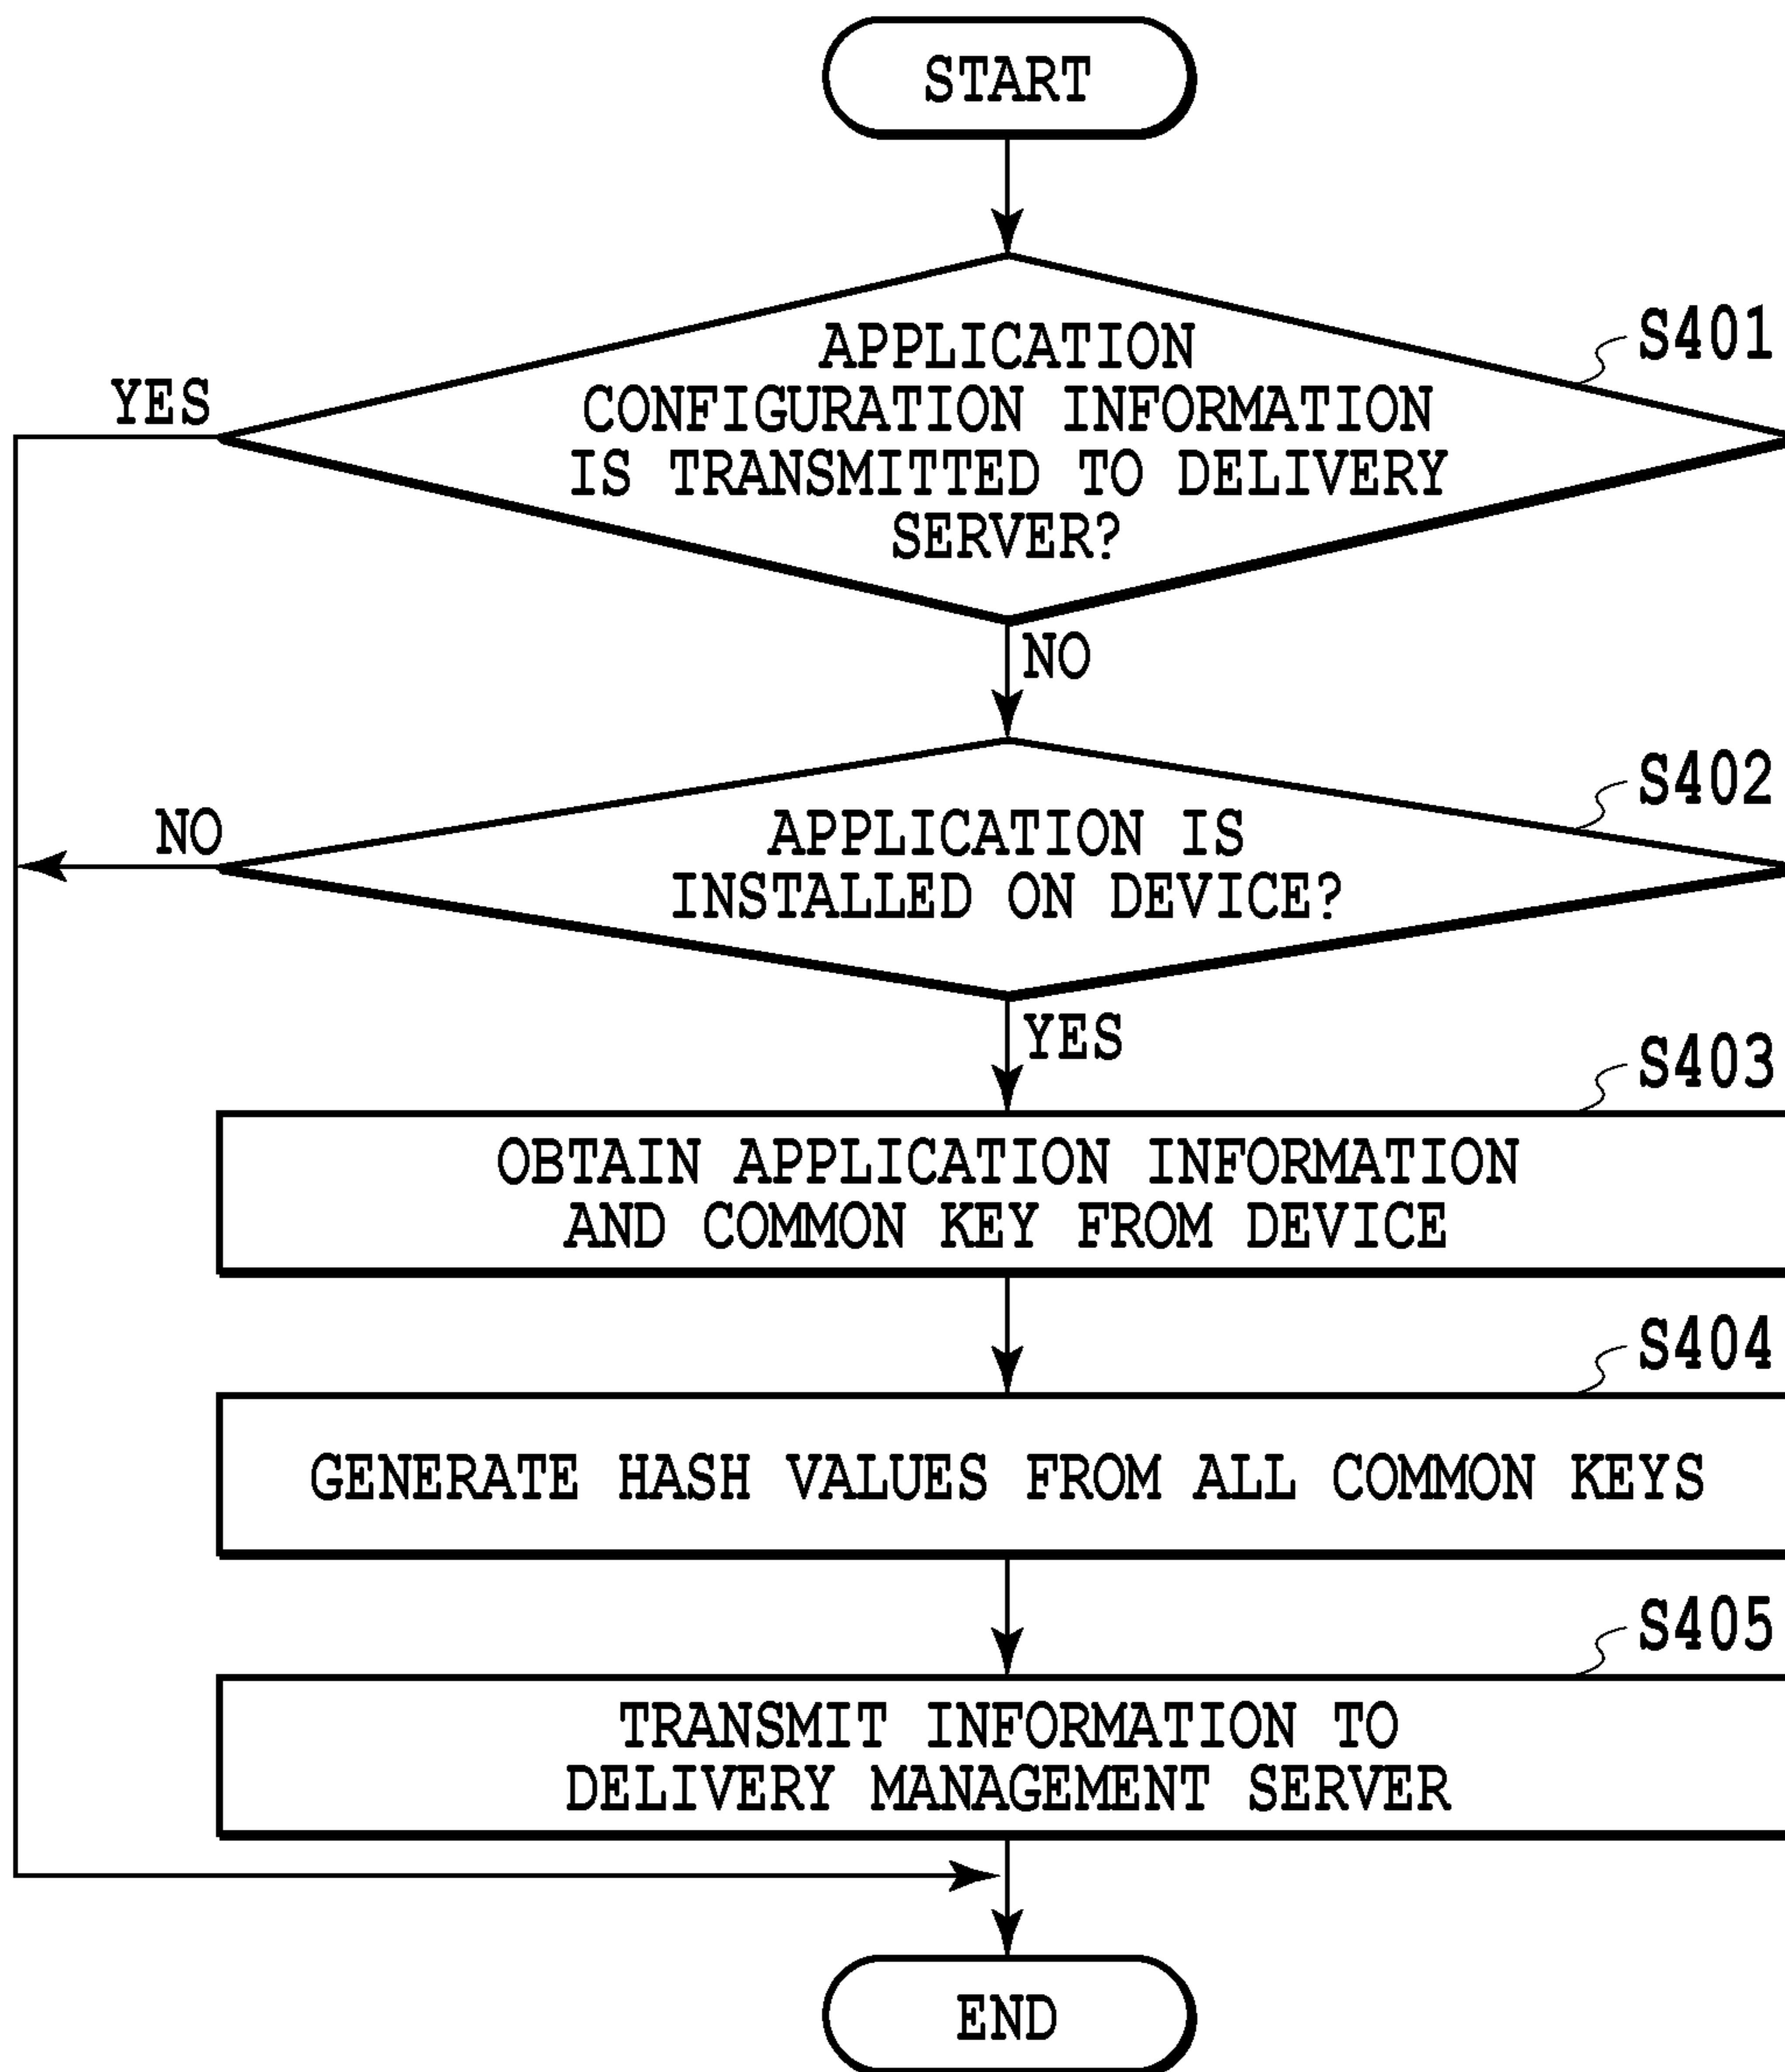 START
APPLICATION
CONFIGURATION INFORMATION
IS TRANSMITTED TO DELIVERY
SERVER?
S401
YES
NO
APPLICATION IS
INSTALLED ON DEVICE?
S402
NO
YES
S403
OBTAIN APPLICATION INFORMATION
AND COMMON KEY FROM DEVICE
S404
GENERATE HASH VALUES FROM ALL COMMON KEYS
S405
TRANSMIT INFORMATION TO
DELIVERY MANAGEMENT SERVER
END